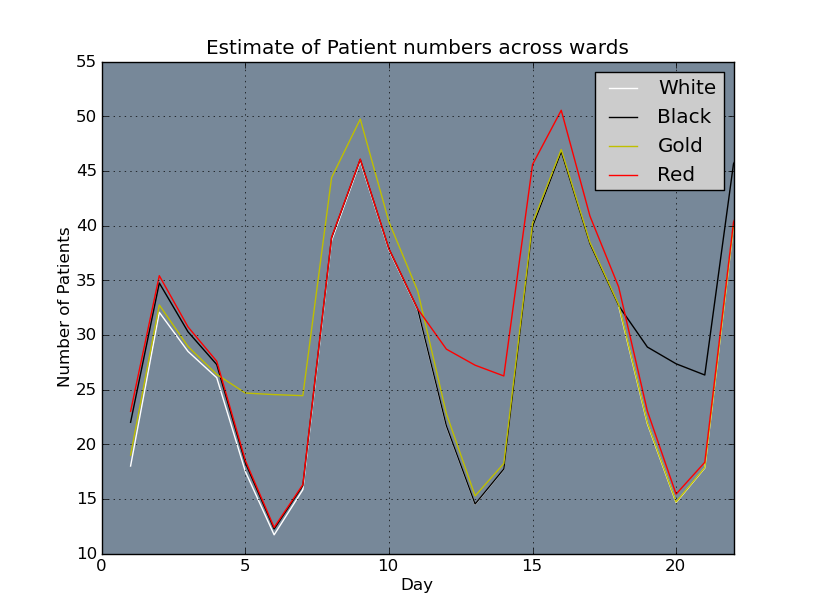 Estimate of Patient numbers across wards
55
50
45
40
35
30
25
20
15
10
Number of Patients
White
Black
Gold
Red
0 5 10 15 20
Day